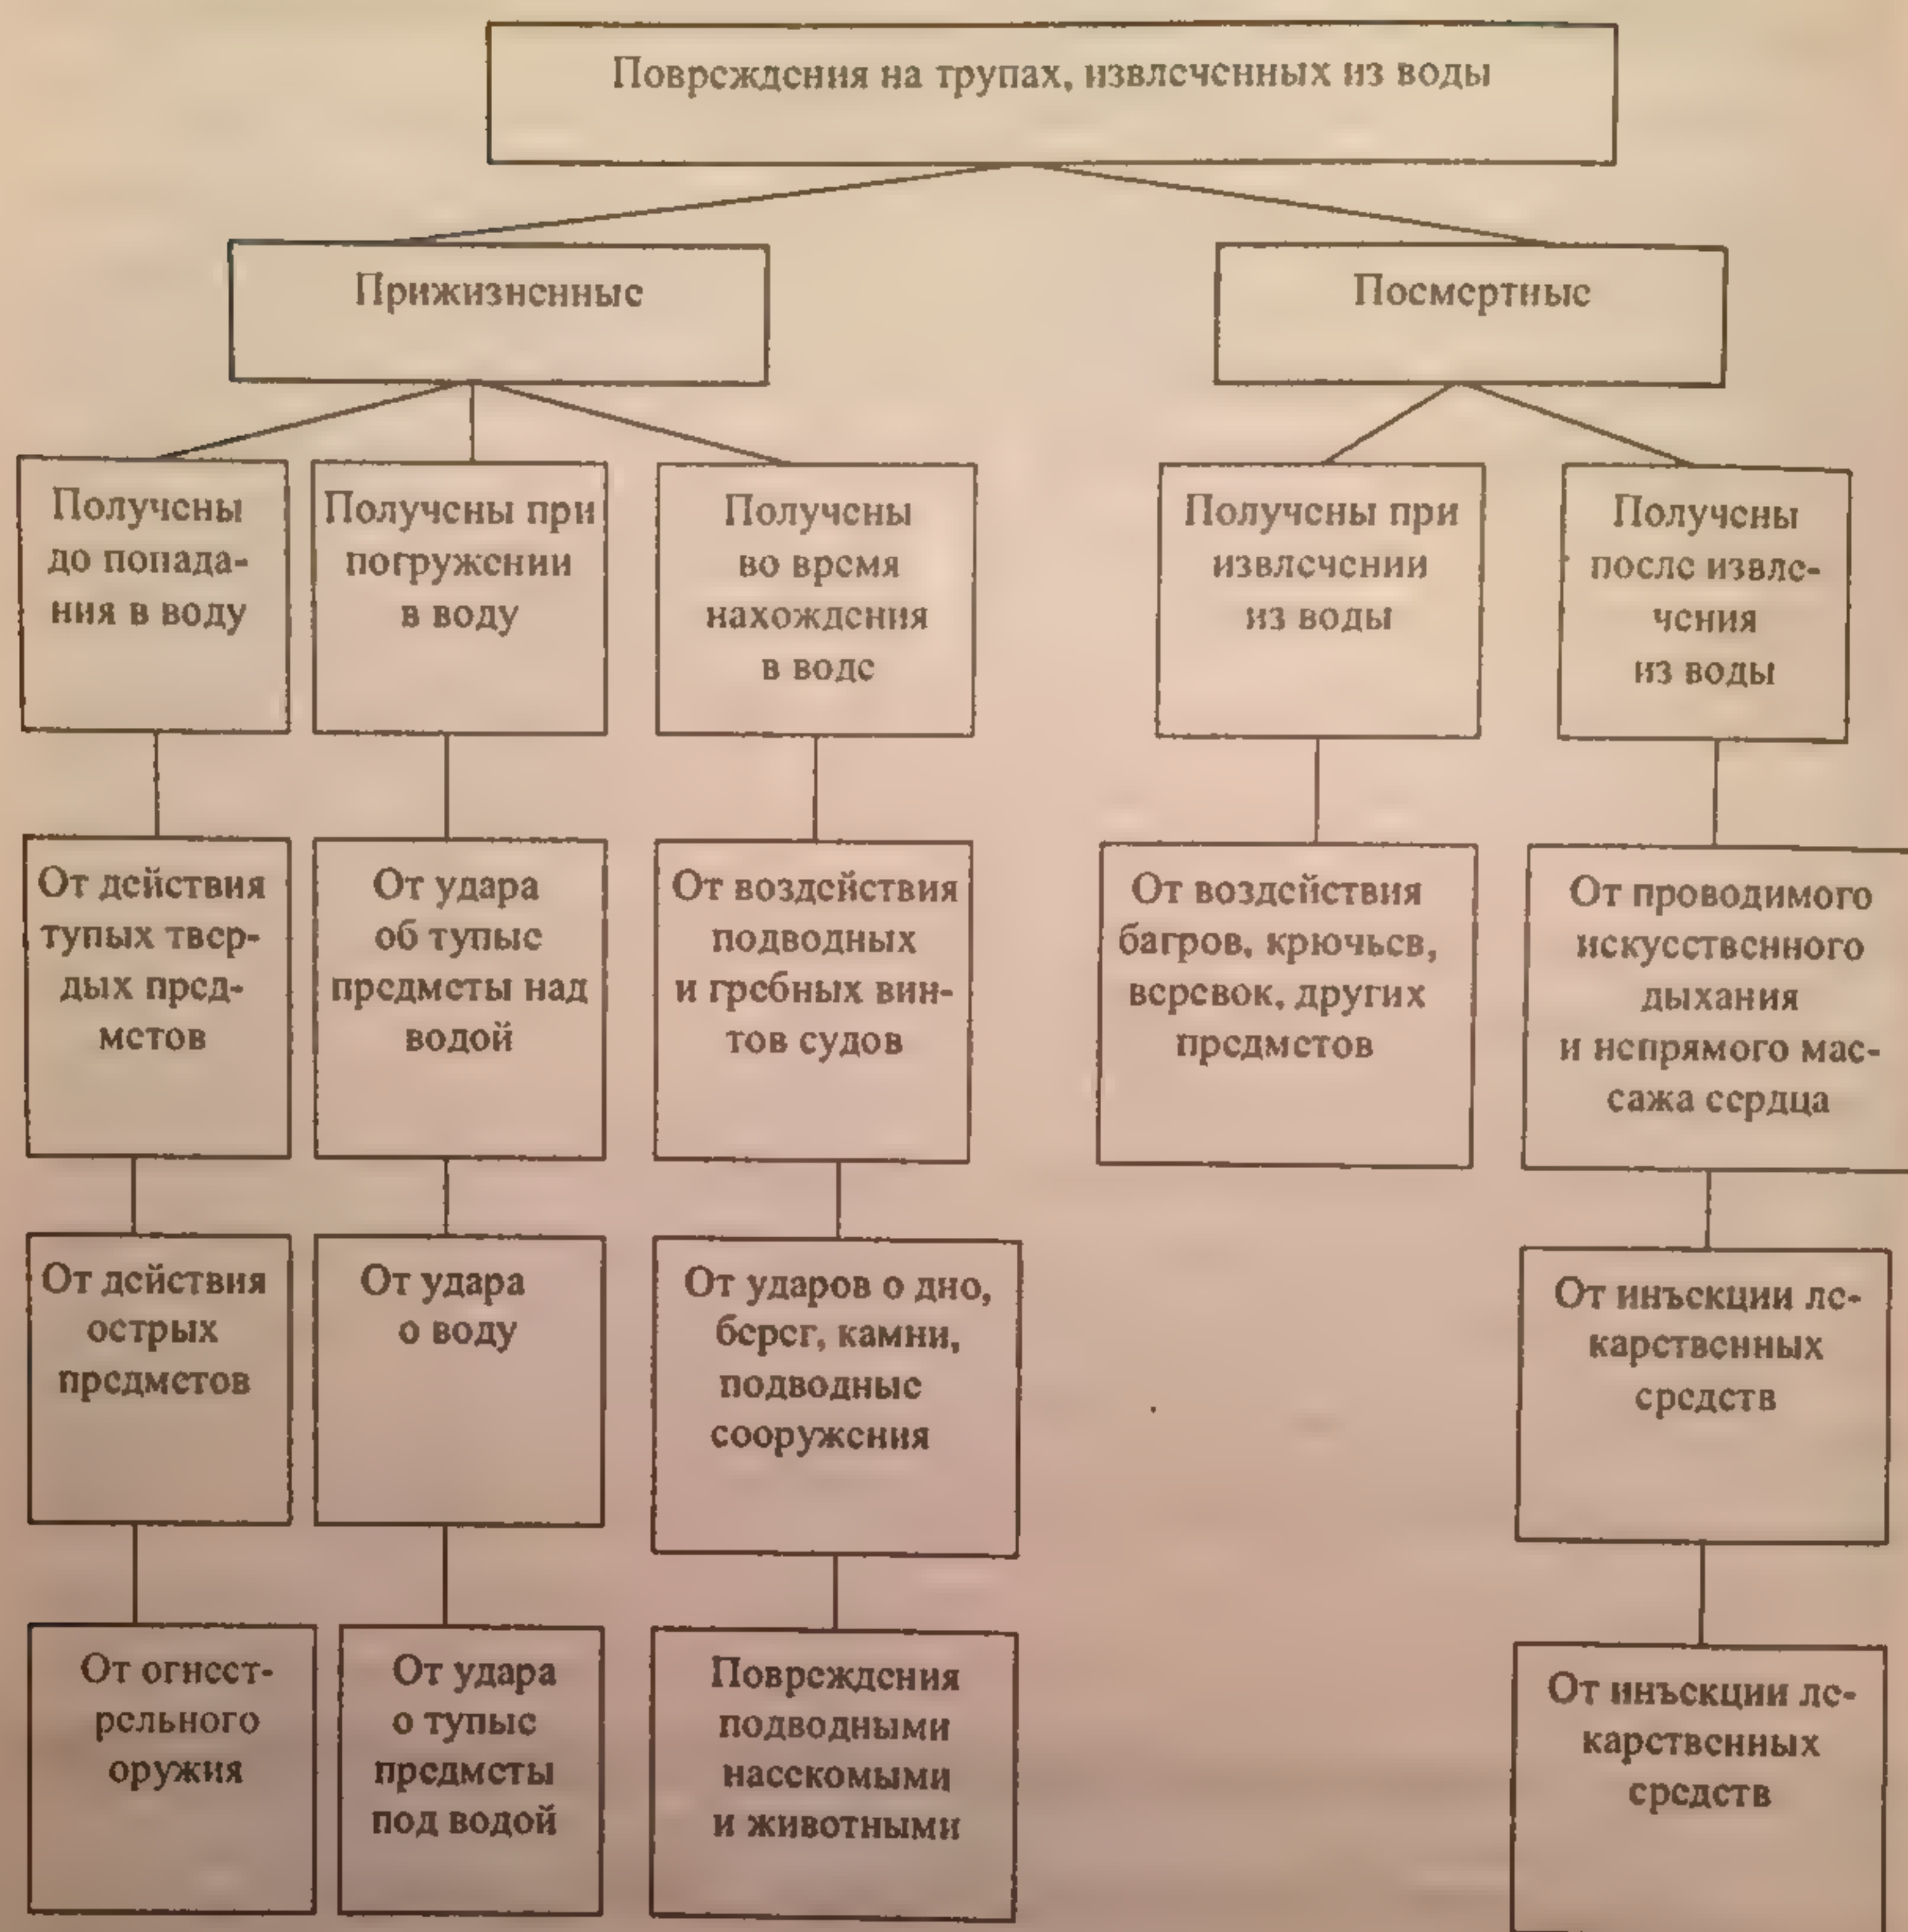 Повреждения на трупах, извлеченных из воды
Прижизненные
Посмертные
Получены
до попада-
ния в воду
Получены при
погружении
в воду
Получены
во время
нахождения
в воде
Получены при
извлечении
из воды
Получены
после извле-
чения
из воды
От действия
тупых твер-
дых пред-
метов
От удара
об тупые
предметы над
водой
От воздействия
подводных
и гребных вин-
тов судов
От воздействия
багров, крючьев,
веревок, других
предметов
От проводимого
искусственного
дыхания
и непрямого мас-
сажа сердца
От действия
острых
предметов
От удара
о воду
От ударов о дно,
берег, камни,
подводные
сооружения
От инъекции ле-
карственных
средств
От огнест-
рельного
оружия
От удара
о тупые
предметы
под водой
Повреждения
подводными
насекомыми
и животными
От инъекции ле-
карственных
средств